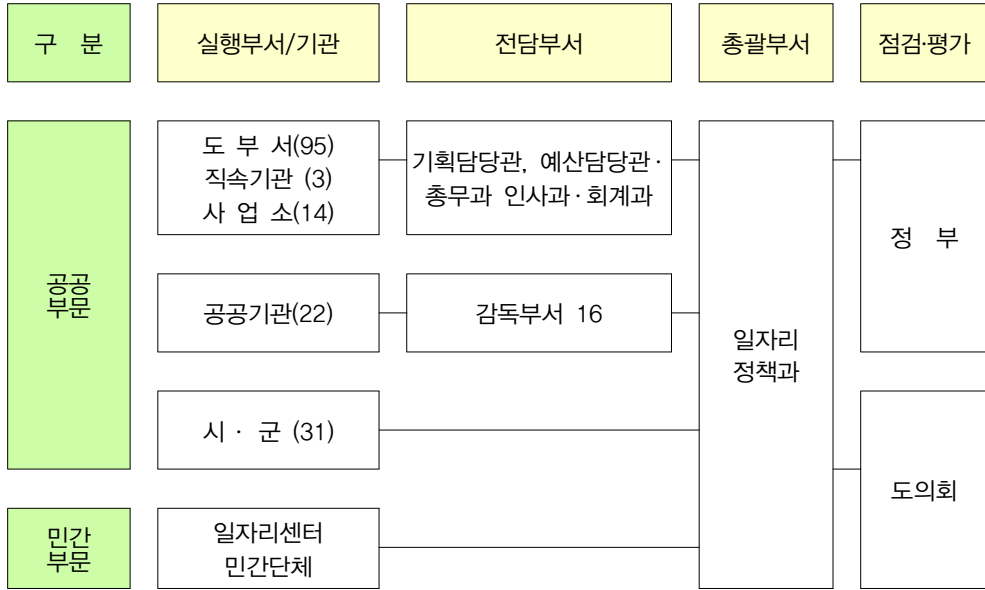 구 분
실행부서/기관
전담부서
총괄부서
점검·평가
공공
부문
도 부 서(95)
직속기관 (3)
사 업 소(14)
기획담당관, 예산담당관·
총무과 인사과·회계과
일자리
정책과
정 부
공공기관(22)
감독부서 16
시 · 군 (31)
도의회
민간
부문
일자리센터
민간단체